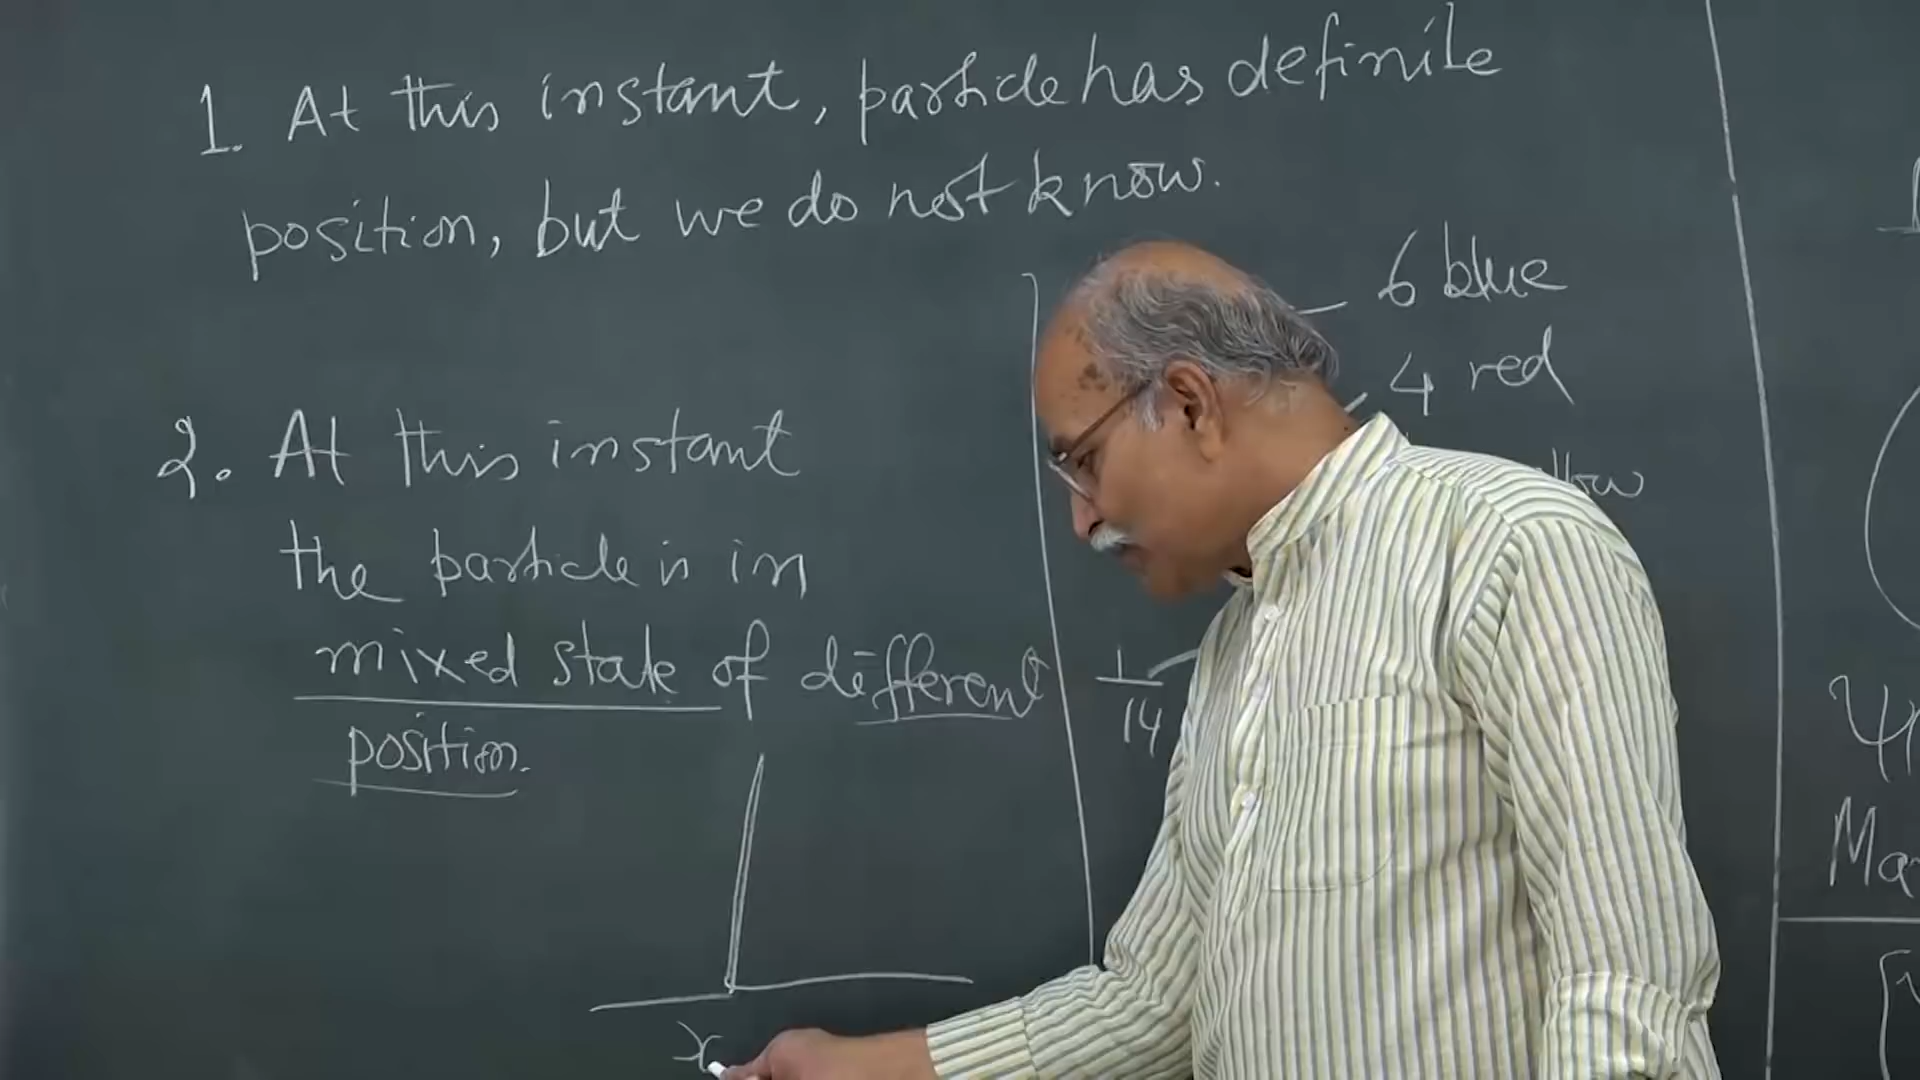 1. At this instant, particle has definite
position, but we do not know.
2. At this instant
the particle is in
mixed state of different
position.
x
6 blue
4 red
1/14
ψ